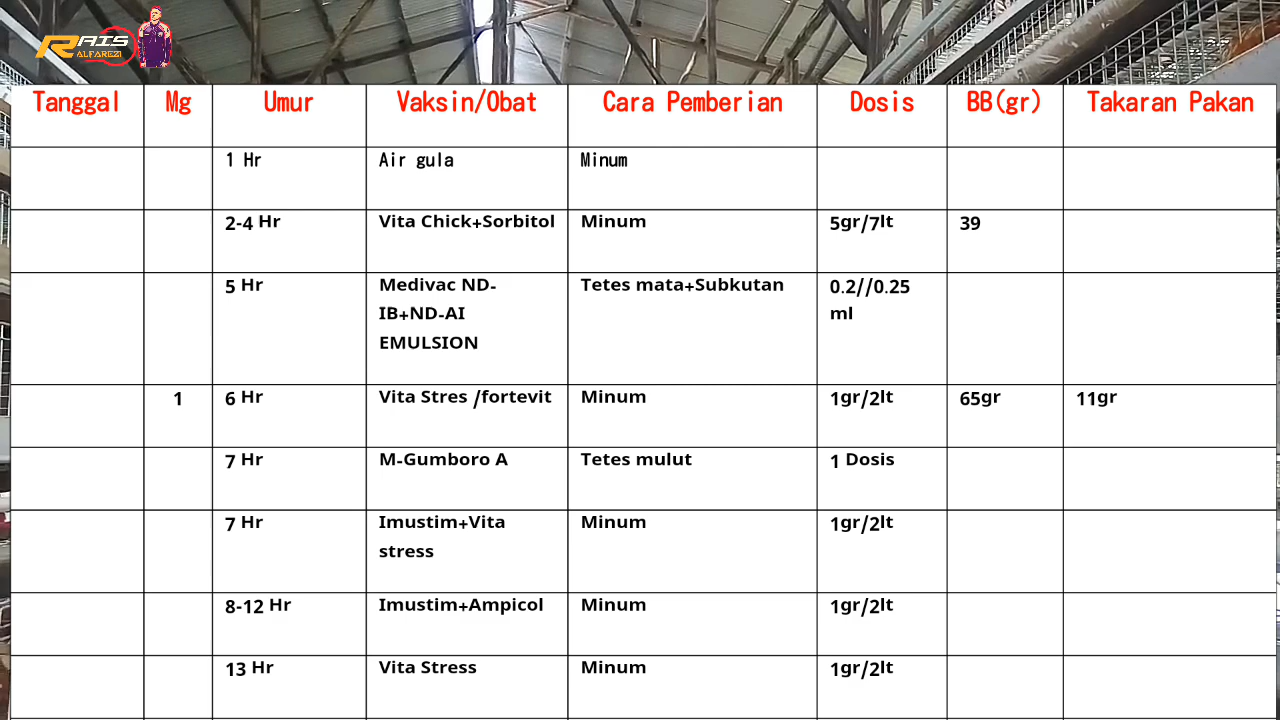 RAIS
ALFAREZI
Tanggal Mg Umur Vaksin/Obat Cara Pemberian Dosis BB(gr) Takaran Pakan
1 Hr Air gula Minum
2-4 Hr Vita Chick+Sorbitol Minum 5gr/7lt 39
5 Hr Medivac ND- Tetes mata+Subkutan 0.2//0.25
IB+ND-AI ml
EMULSION
1 6 Hr Vita Stres /fortevit Minum 1gr/2lt 65gr 11gr
7 Hr M-Gumboro A Tetes mulut 1 Dosis
7 Hr Imustim+Vita Minum 1gr/2lt
stress
8-12 Hr Imustim+Ampicol Minum 1gr/2lt
13 Hr Vita Stress Minum 1gr/2lt